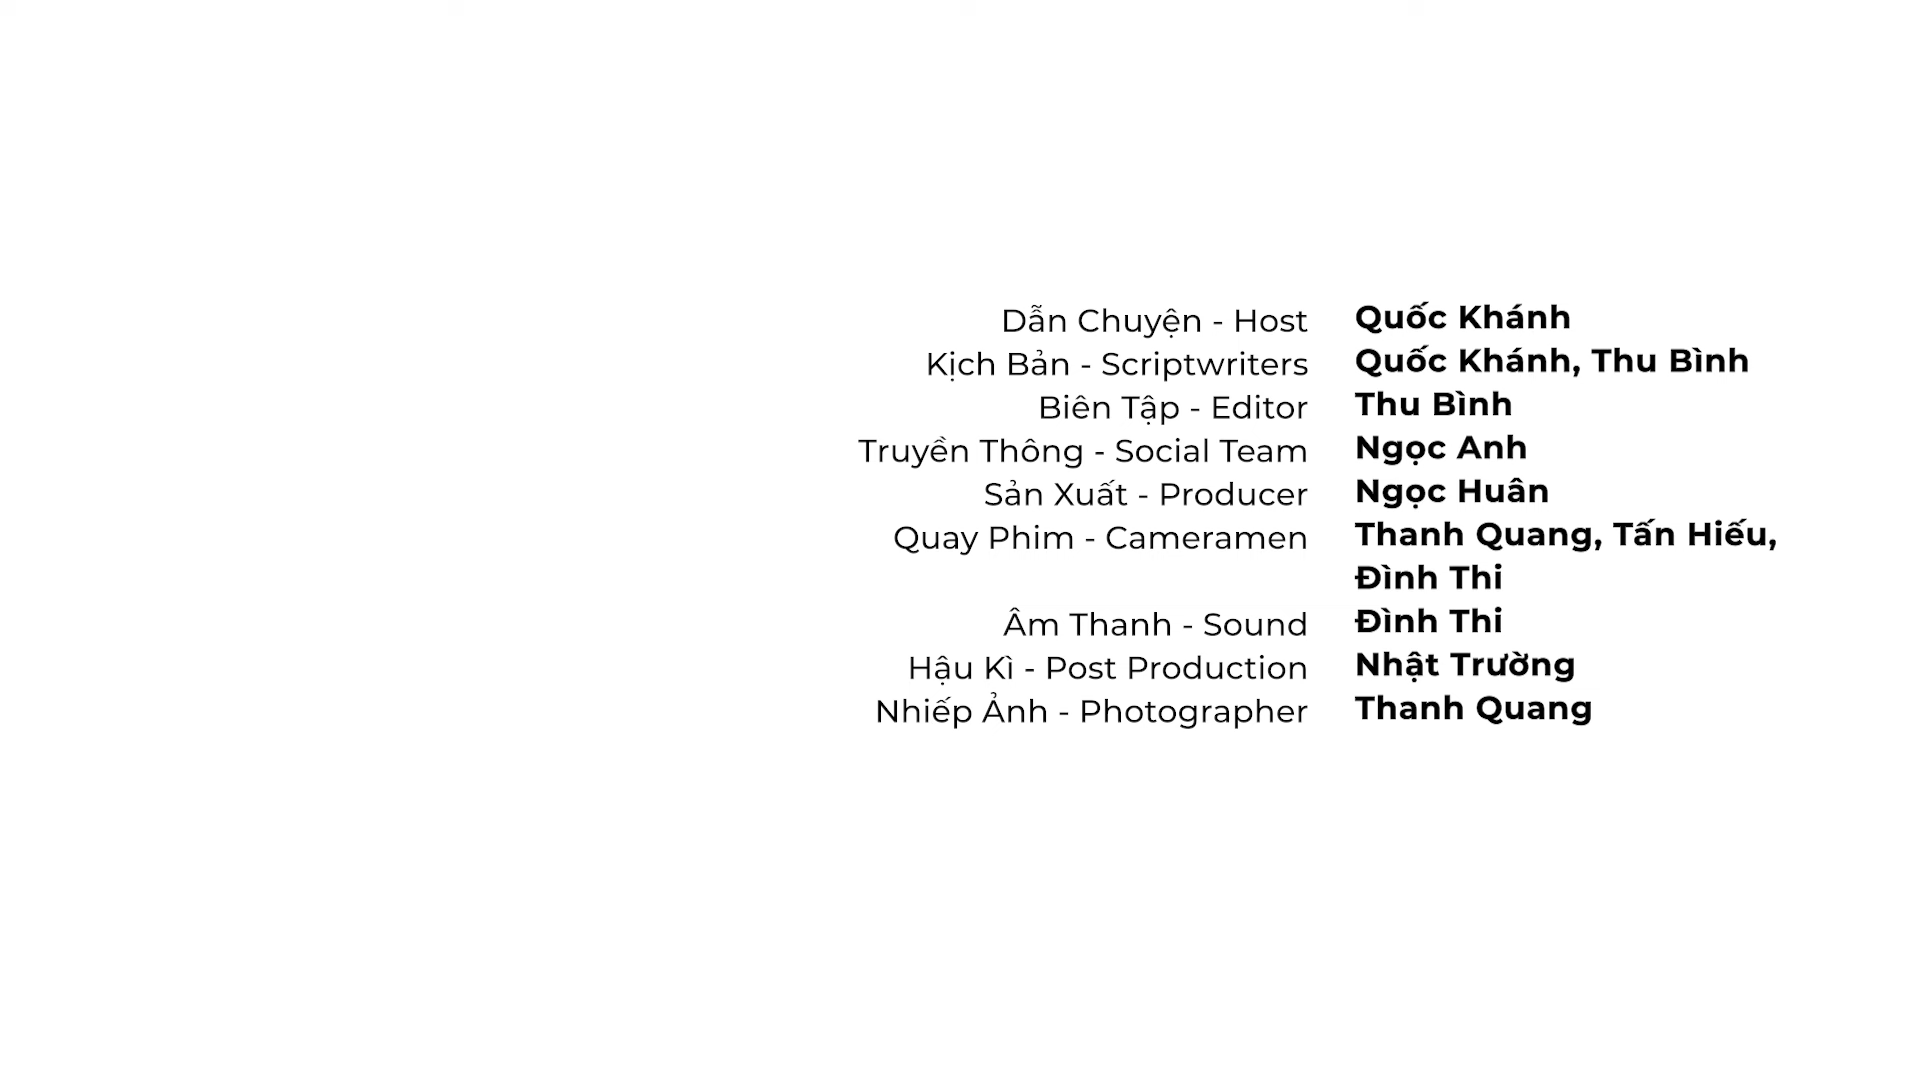 Dẫn Chuyện - Host Quốc Khánh
Kịch Bản - Scriptwriters Quốc Khánh, Thu Bình
Biên Tập - Editor Thu Bình
Truyền Thông - Social Team Ngọc Anh
Sản Xuất - Producer Ngọc Huân
Quay Phim - Cameramen Thanh Quang, Tấn Hiếu,
Đình Thi
Âm Thanh - Sound Đình Thi
Hậu Kì - Post Production Nhật Trường
Nhiếp Ảnh - Photographer Thanh Quang